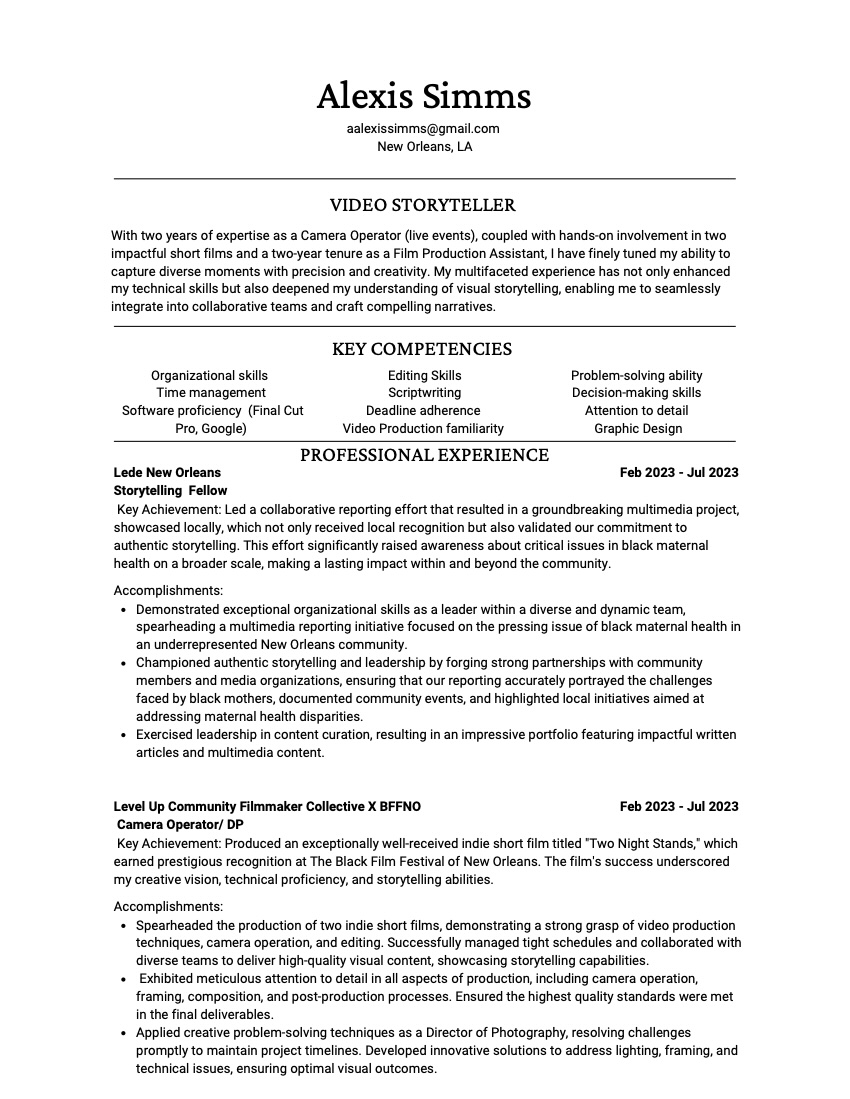 Alexis Simms
aalexissimms@gmail.com
New Orleans, LA
VIDEO STORYTELLER
With two years of expertise as a Camera Operator (live events), coupled with hands-on involvement in two
impactful short films and a two-year tenure as a Film Production Assistant, I have finely tuned my ability to
capture diverse moments with precision and creativity. My multifaceted experience has not only enhanced
my technical skills but also deepened my understanding of visual storytelling, enabling me to seamlessly
integrate into collaborative teams and craft compelling narratives.
KEY COMPETENCIES
Organizational skills
Time management
Software proficiency (Final Cut
Pro, Google)
Editing Skills
Scriptwriting
Deadline adherence
Video Production familiarity
Problem-solving ability
Decision-making skills
Attention to detail
Graphic Design
PROFESSIONAL EXPERIENCE
Lede New Orleans Feb 2023 - Jul 2023
Storytelling Fellow
Key Achievement: Led a collaborative reporting effort that resulted in a groundbreaking multimedia project,
showcased locally, which not only received local recognition but also validated our commitment to
authentic storytelling. This effort significantly raised awareness about critical issues in black maternal
health on a broader scale, making a lasting impact within and beyond the community.
Accomplishments:
• Demonstrated exceptional organizational skills as a leader within a diverse and dynamic team,
spearheading a multimedia reporting initiative focused on the pressing issue of black maternal health in
an underrepresented New Orleans community.
• Championed authentic storytelling and leadership by forging strong partnerships with community
members and media organizations, ensuring that our reporting accurately portrayed the challenges
faced by black mothers, documented community events, and highlighted local initiatives aimed at
addressing maternal health disparities.
• Exercised leadership in content curation, resulting in an impressive portfolio featuring impactful written
articles and multimedia content.
Level Up Community Filmmaker Collective X BFFNO Feb 2023 - Jul 2023
Camera Operator/ DP
Key Achievement: Produced an exceptionally well-received indie short film titled "Two Night Stands," which
earned prestigious recognition at The Black Film Festival of New Orleans. The film's success underscored
my creative vision, technical proficiency, and storytelling abilities.
Accomplishments:
• Spearheaded the production of two indie short films, demonstrating a strong grasp of video production
techniques, camera operation, and editing. Successfully managed tight schedules and collaborated with
diverse teams to deliver high-quality visual content, showcasing storytelling capabilities.
• Exhibited meticulous attention to detail in all aspects of production, including camera operation,
framing, composition, and post-production processes. Ensured the highest quality standards were met
in the final deliverables.
• Applied creative problem-solving techniques as a Director of Photography, resolving challenges
promptly to maintain project timelines. Developed innovative solutions to address lighting, framing, and
technical issues, ensuring optimal visual outcomes.